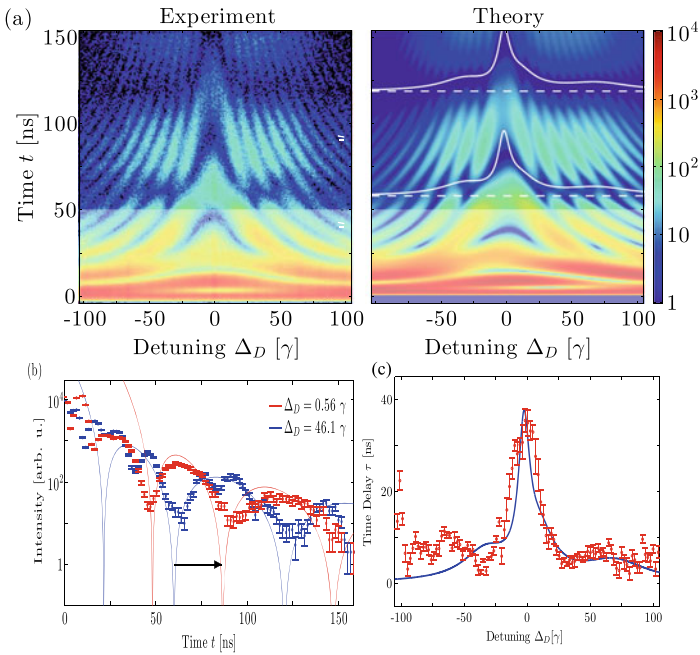 (a)
Experiment
Theory
150
100
50
0
Time t [ns]
-100 -50 0 50 100
-50 0 50 100
Detuning Δ_D [γ]
Detuning Δ_D [γ]
10^4
10^3
10^2
10
1
(b)
10^4
10^3
1
Intensity [arb. u.]
Δ_D = 0.56 γ
Δ_D = 46.1 γ
0 50 100 150
Time t [ns]
(c)
40
20
0
Time Delay τ [ns]
-100 -50 0 50 100
Detuning Δ_D[γ]